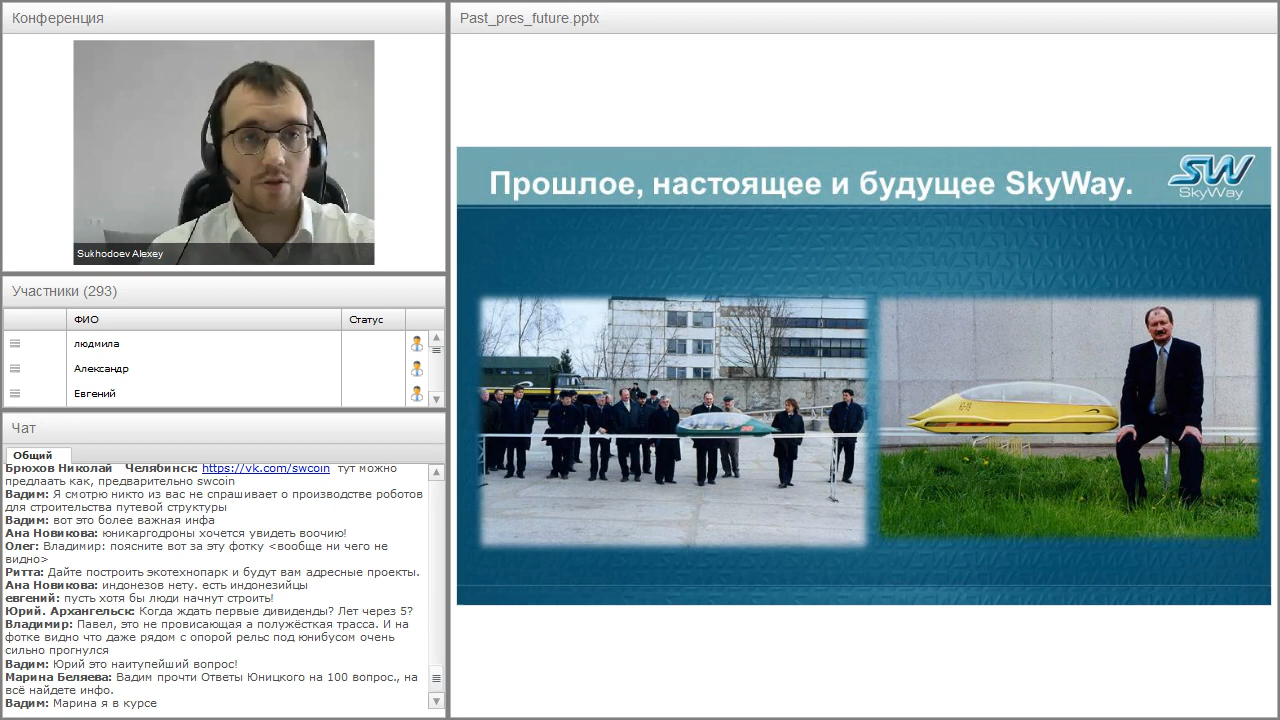 Конференция
Sukhodoev Alexey
Участники (293)
ФИО
Статус
людмила
Александр
Евгений
Чат
Общий
Брюхов Николай Челябинск: https://vk.com/swcoin тут можно
предлаать как, предварительно swcoin
Вадим: Я смотрю никто из вас не спрашивает о производстве роботов
для строительства путевой структуры
Вадим: вот это более важная инфа
Ана Новикова: юникаргодроны хочется увидеть воочию!
Олег: Владимир: поясните вот за эту фотку <вообще ни чего не
видно>
Ритта: Дайте построить экотехнопарк и будут вам адресные проекты.
Ана Новикова: индонезов нету. есть индонезийцы
евгений: пусть хотя бы люди начнут строить!
Юрий. Архангельск: Когда ждать первые дивиденды? Лет через 5?
Владимир: Павел, это не провисающая а полужёсткая трасса. И на
фотке видно что даже рядом с опорой рельс под юнибусом очень
сильно прогнулся
Вадим: Юрий это наитупейший вопрос!
Марина Беляева: Вадим прочти Ответы Юницкого на 100 вопрос., на
всё найдете инфо.
Вадим: Марина я в курсе
Past_pres_future.pptx
Прошлое, настоящее и будущее SkyWay.
SW
SkyWay